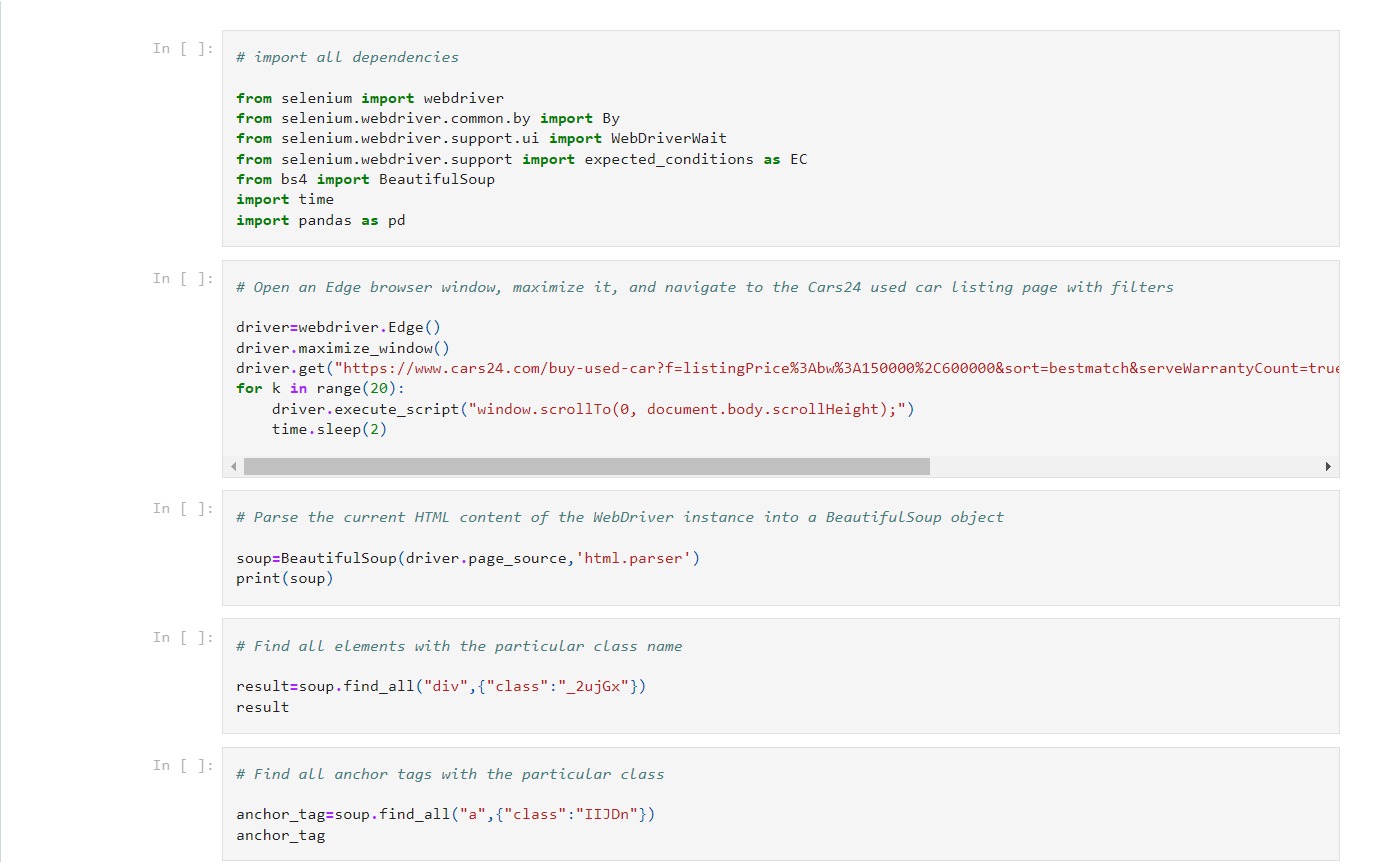 In [ ]:
# import all dependencies
from selenium import webdriver
from selenium.webdriver.common.by import By
from selenium.webdriver.support.ui import WebDriverWait
from selenium.webdriver.support import expected_conditions as EC
from bs4 import BeautifulSoup
import time
import pandas as pd
In [ ]:
# Open an Edge browser window, maximize it, and navigate to the Cars24 used car listing page with filters
driver=webdriver.Edge()
driver.maximize_window()
driver.get("https://www.cars24.com/buy-used-car?f=listingPrice%3Abw%3A150000%2C600000&sort=bestmatch&serveWarrantyCount=true
for k in range(20):
    driver.execute_script("window.scrollTo(0, document.body.scrollHeight);")
    time.sleep(2)
In [ ]:
# Parse the current HTML content of the WebDriver instance into a BeautifulSoup object
soup=BeautifulSoup(driver.page_source,'html.parser')
print(soup)
In [ ]:
# Find all elements with the particular class name
result=soup.find_all("div",{"class":"_2ujGx"})
result
In [ ]:
# Find all anchor tags with the particular class
anchor_tag=soup.find_all("a",{"class":"IIJDn"})
anchor_tag